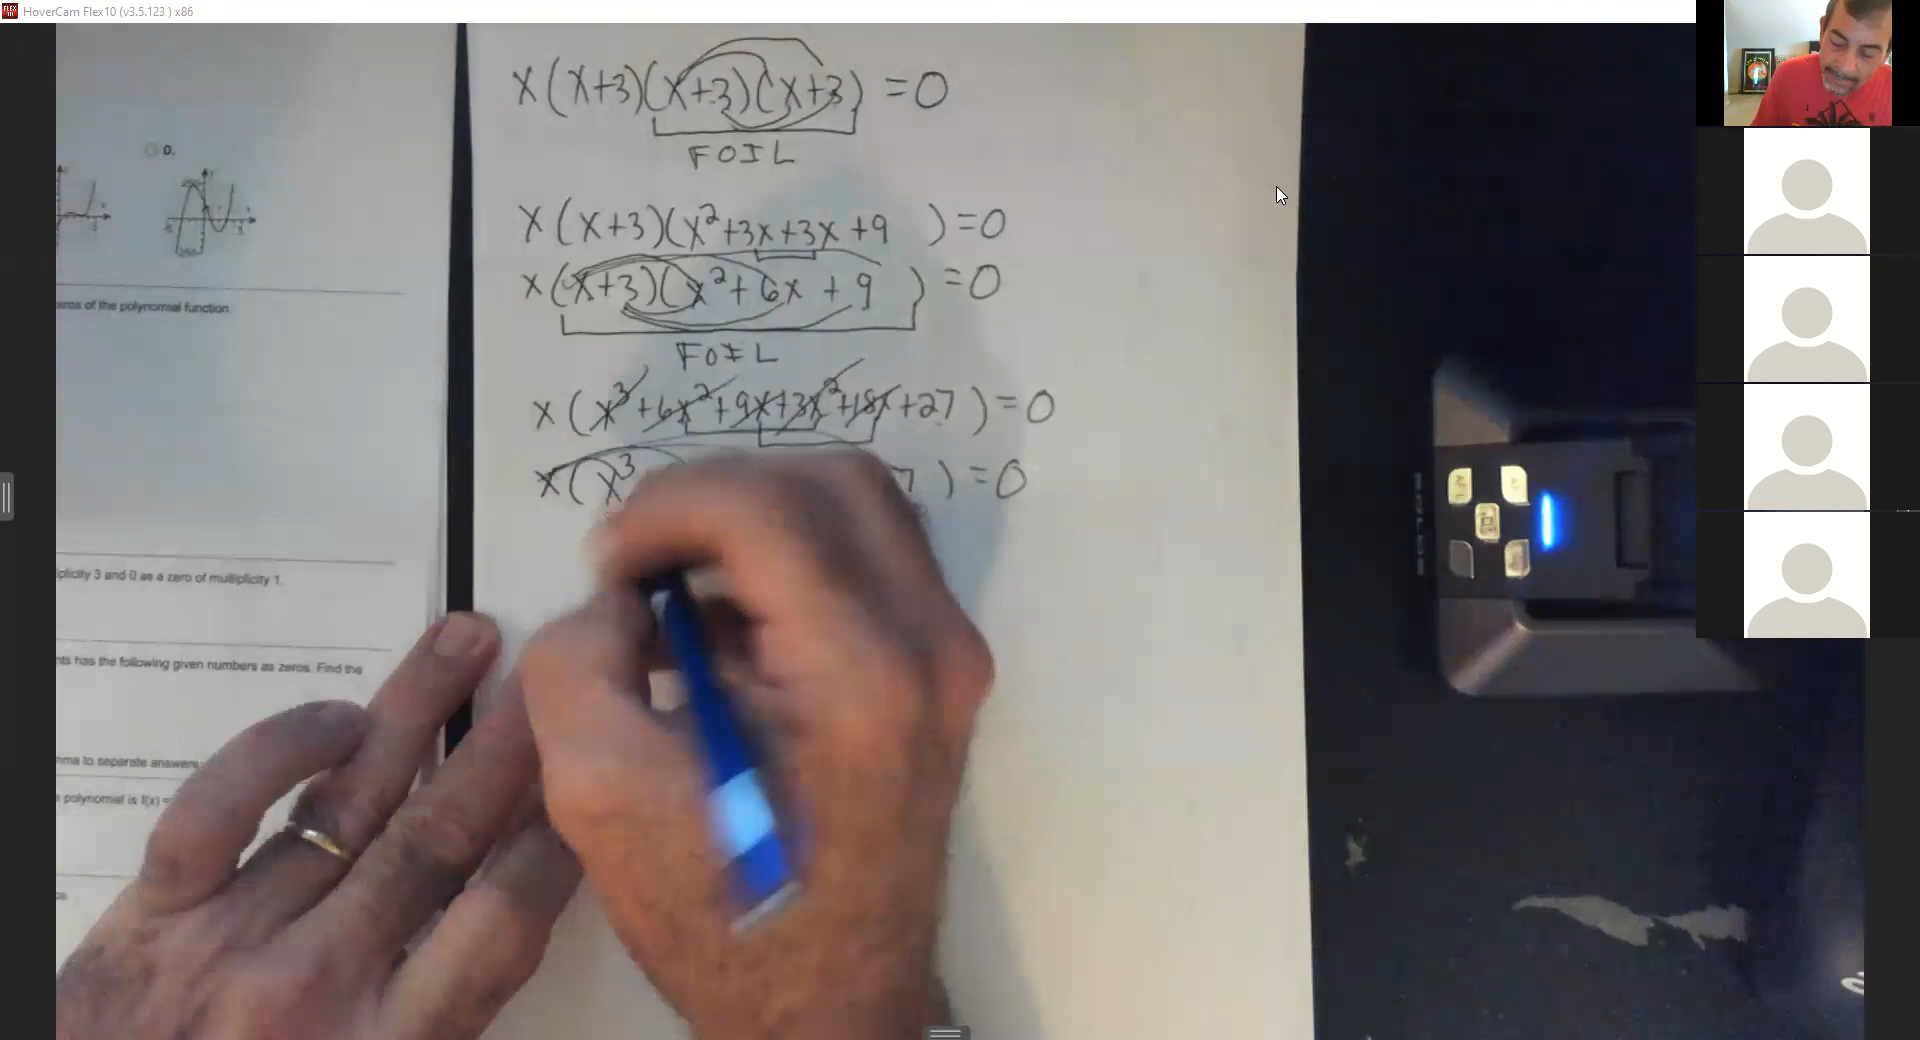 HoverCam Flex10 (v3.5.123 ) x86
x(x+3)(x+3)(x+3) =0
FOIL
x(x+3)(x²+3x+3x+9 )=0
x(x+3)(x²+6x+9 )=0
FOIL
x(x³+6x²+9x+3x²+18x+27 )=0
x(x³ 7 )=0
D.
of the polynomial function.
3 and 0 as a zero of multiplicity 1.
has the following given numbers as zeros. Find the
to separate answers
polynomial is f(x) =